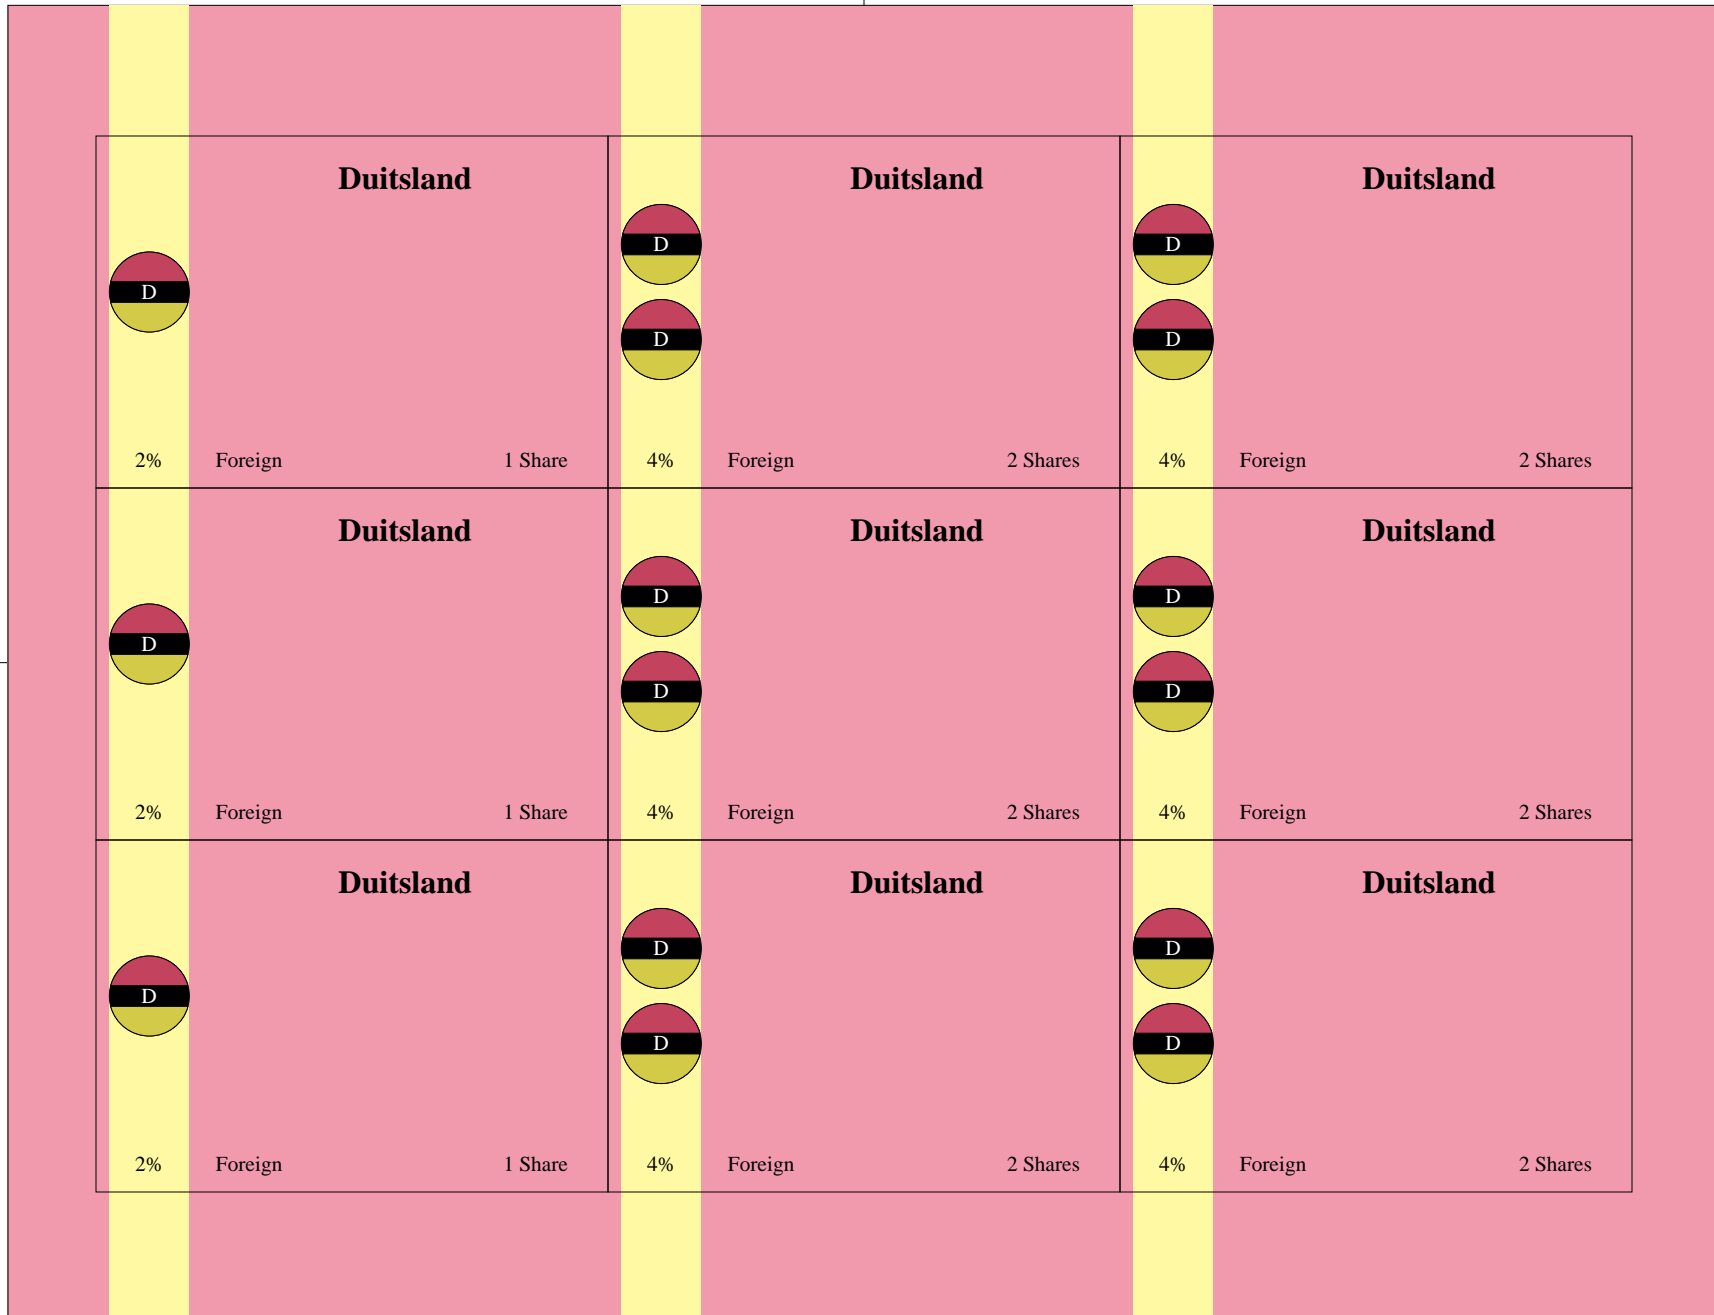 Duitsland Duitsland Duitsland
D D
D
D D
2% Foreign 1 Share 4% Foreign 2 Shares 4% Foreign 2 Shares
Duitsland Duitsland Duitsland
D D
D
D D
2% Foreign 1 Share 4% Foreign 2 Shares 4% Foreign 2 Shares
Duitsland Duitsland Duitsland
D D
D
D D
2% Foreign 1 Share 4% Foreign 2 Shares 4% Foreign 2 Shares